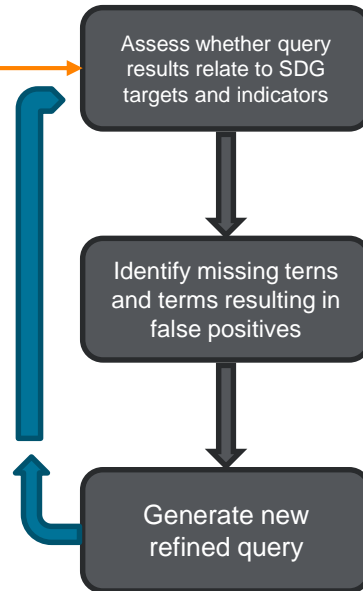 Assess whether query
results relate to SDG
targets and indicators
Identify missing terns
and terms resulting in
false positives
Generate new
refined query